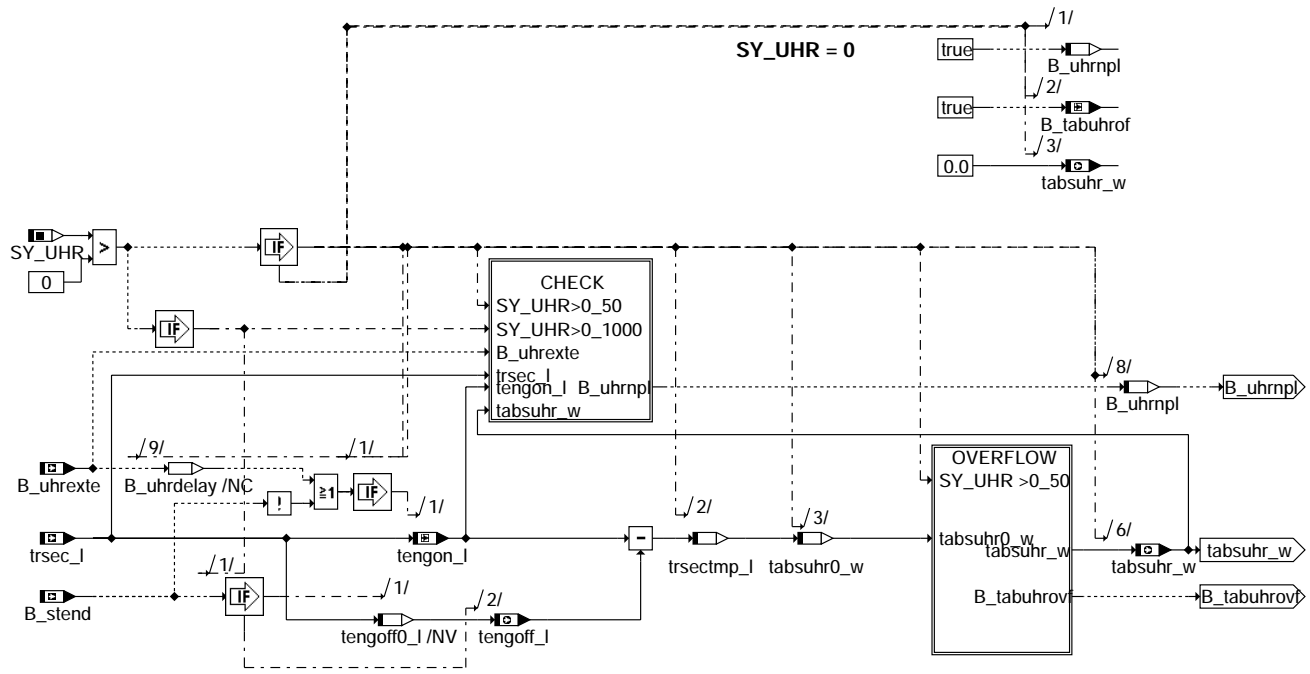 /1/
SY_UHR = 0
true
B_uhrnpl
/2/
true
B_tabuhrof
/3/
0.0
tabsuhr_w
SY_UHR
>
IF
0
CHECK
SY_UHR>0_50
IF
SY_UHR>0_1000
B_uhrexte
trsec_l
tengon_l B_uhrnpl
tabsuhr_w
/8/
B_uhrnpl
B_uhrnpl
/9/
/1/
OVERFLOW
SY_UHR >0_50
B_uhrexte
B_uhrdelay /NC
!
≥1
IF
/1/
/2/
/3/
/6/
trsec_l
tengon_l
-
trsectmp_l
tabsuhr0_w
tabsuhr0_w
tabsuhr_w
tabsuhr_w
tabsuhr_w
/1/
IF
/1/
B_stend
/2/
B_tabuhrovf
B_tabuhrovf
tengoff0_l /NV
tengoff_l